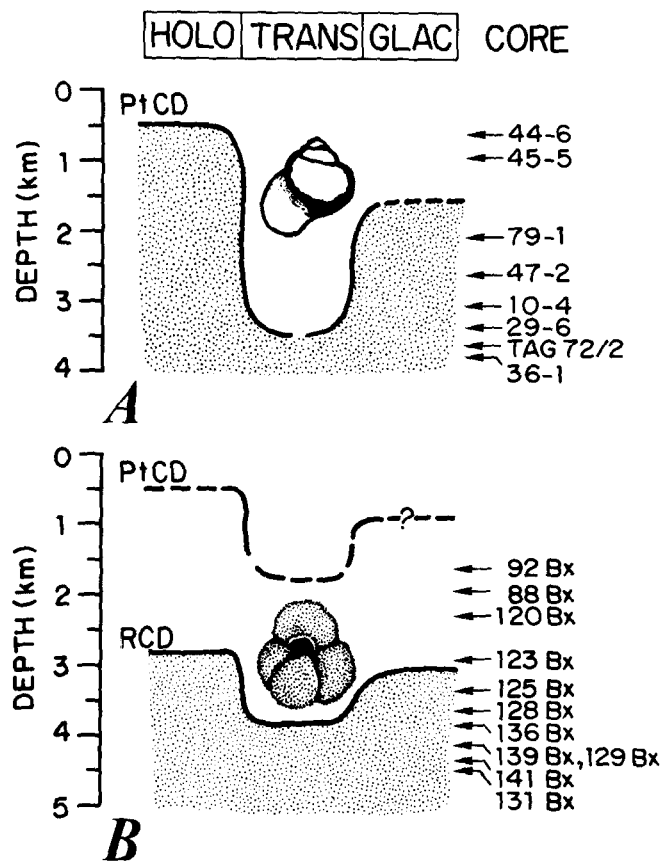 HOLO TRANS GLAC CORE
0
PtCD
1
2
3
4
DEPTH (km)
44-6
45-5
79-1
47-2
10-4
29-6
TAG 72/2
36-1
A
0
PtCD
1
?
2
RCD
3
4
5
DEPTH (km)
92 Bx
88 Bx
120 Bx
123 Bx
125 Bx
128 Bx
136 Bx
139 Bx, 129 Bx
141 Bx
131 Bx
B